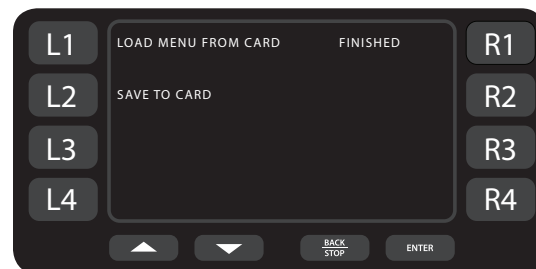 L1 LOAD MENU FROM CARD FINISHED R1
L2 SAVE TO CARD R2
L3 R3
L4 R4
BACK STOP ENTER